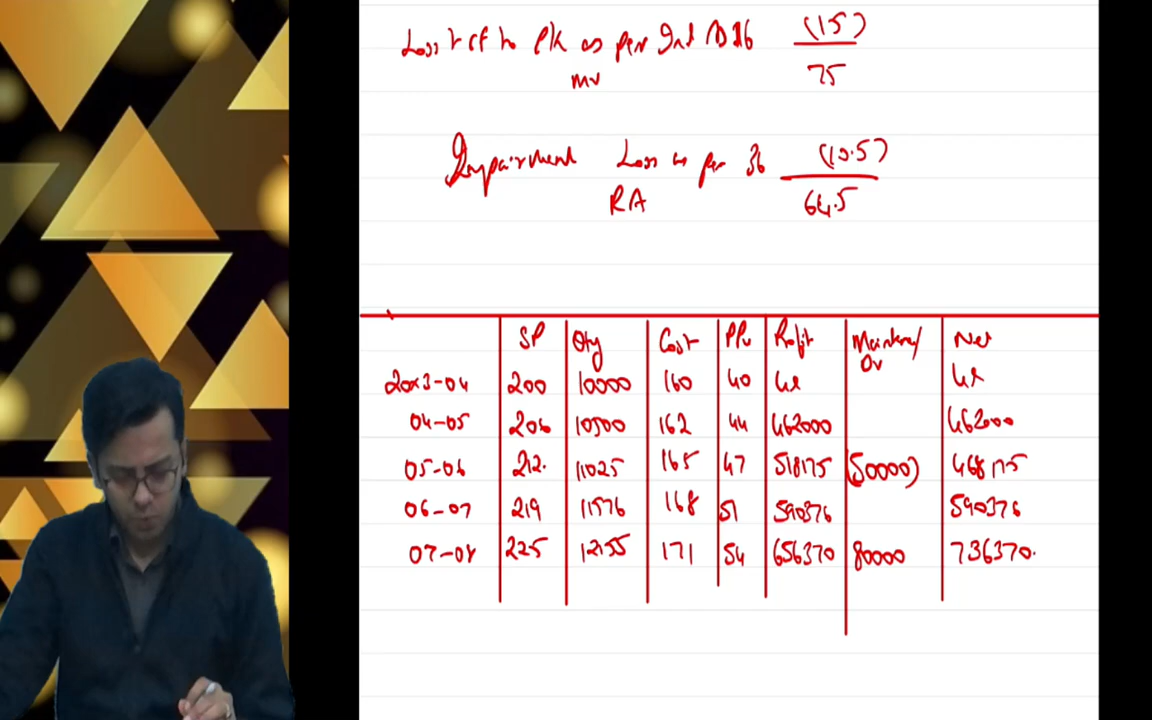 Loss t cf to P/L as per Ind AS 16 (15)
mv 75
Impairment Loss as per 36 (10.5)
RA 64.5
SP Qty Cost PPU Profit Maintena/ Net
Ov
20x3-04 200 10000 160 40 4L 4L
04-05 206 10500 162 44 462000 462000
05-06 212. 11025 165 47 518175 (50000) 468175
06-07 219 11576 168 51 590376 590376
07-08 225 12155 171 54 656370 80000 736370.